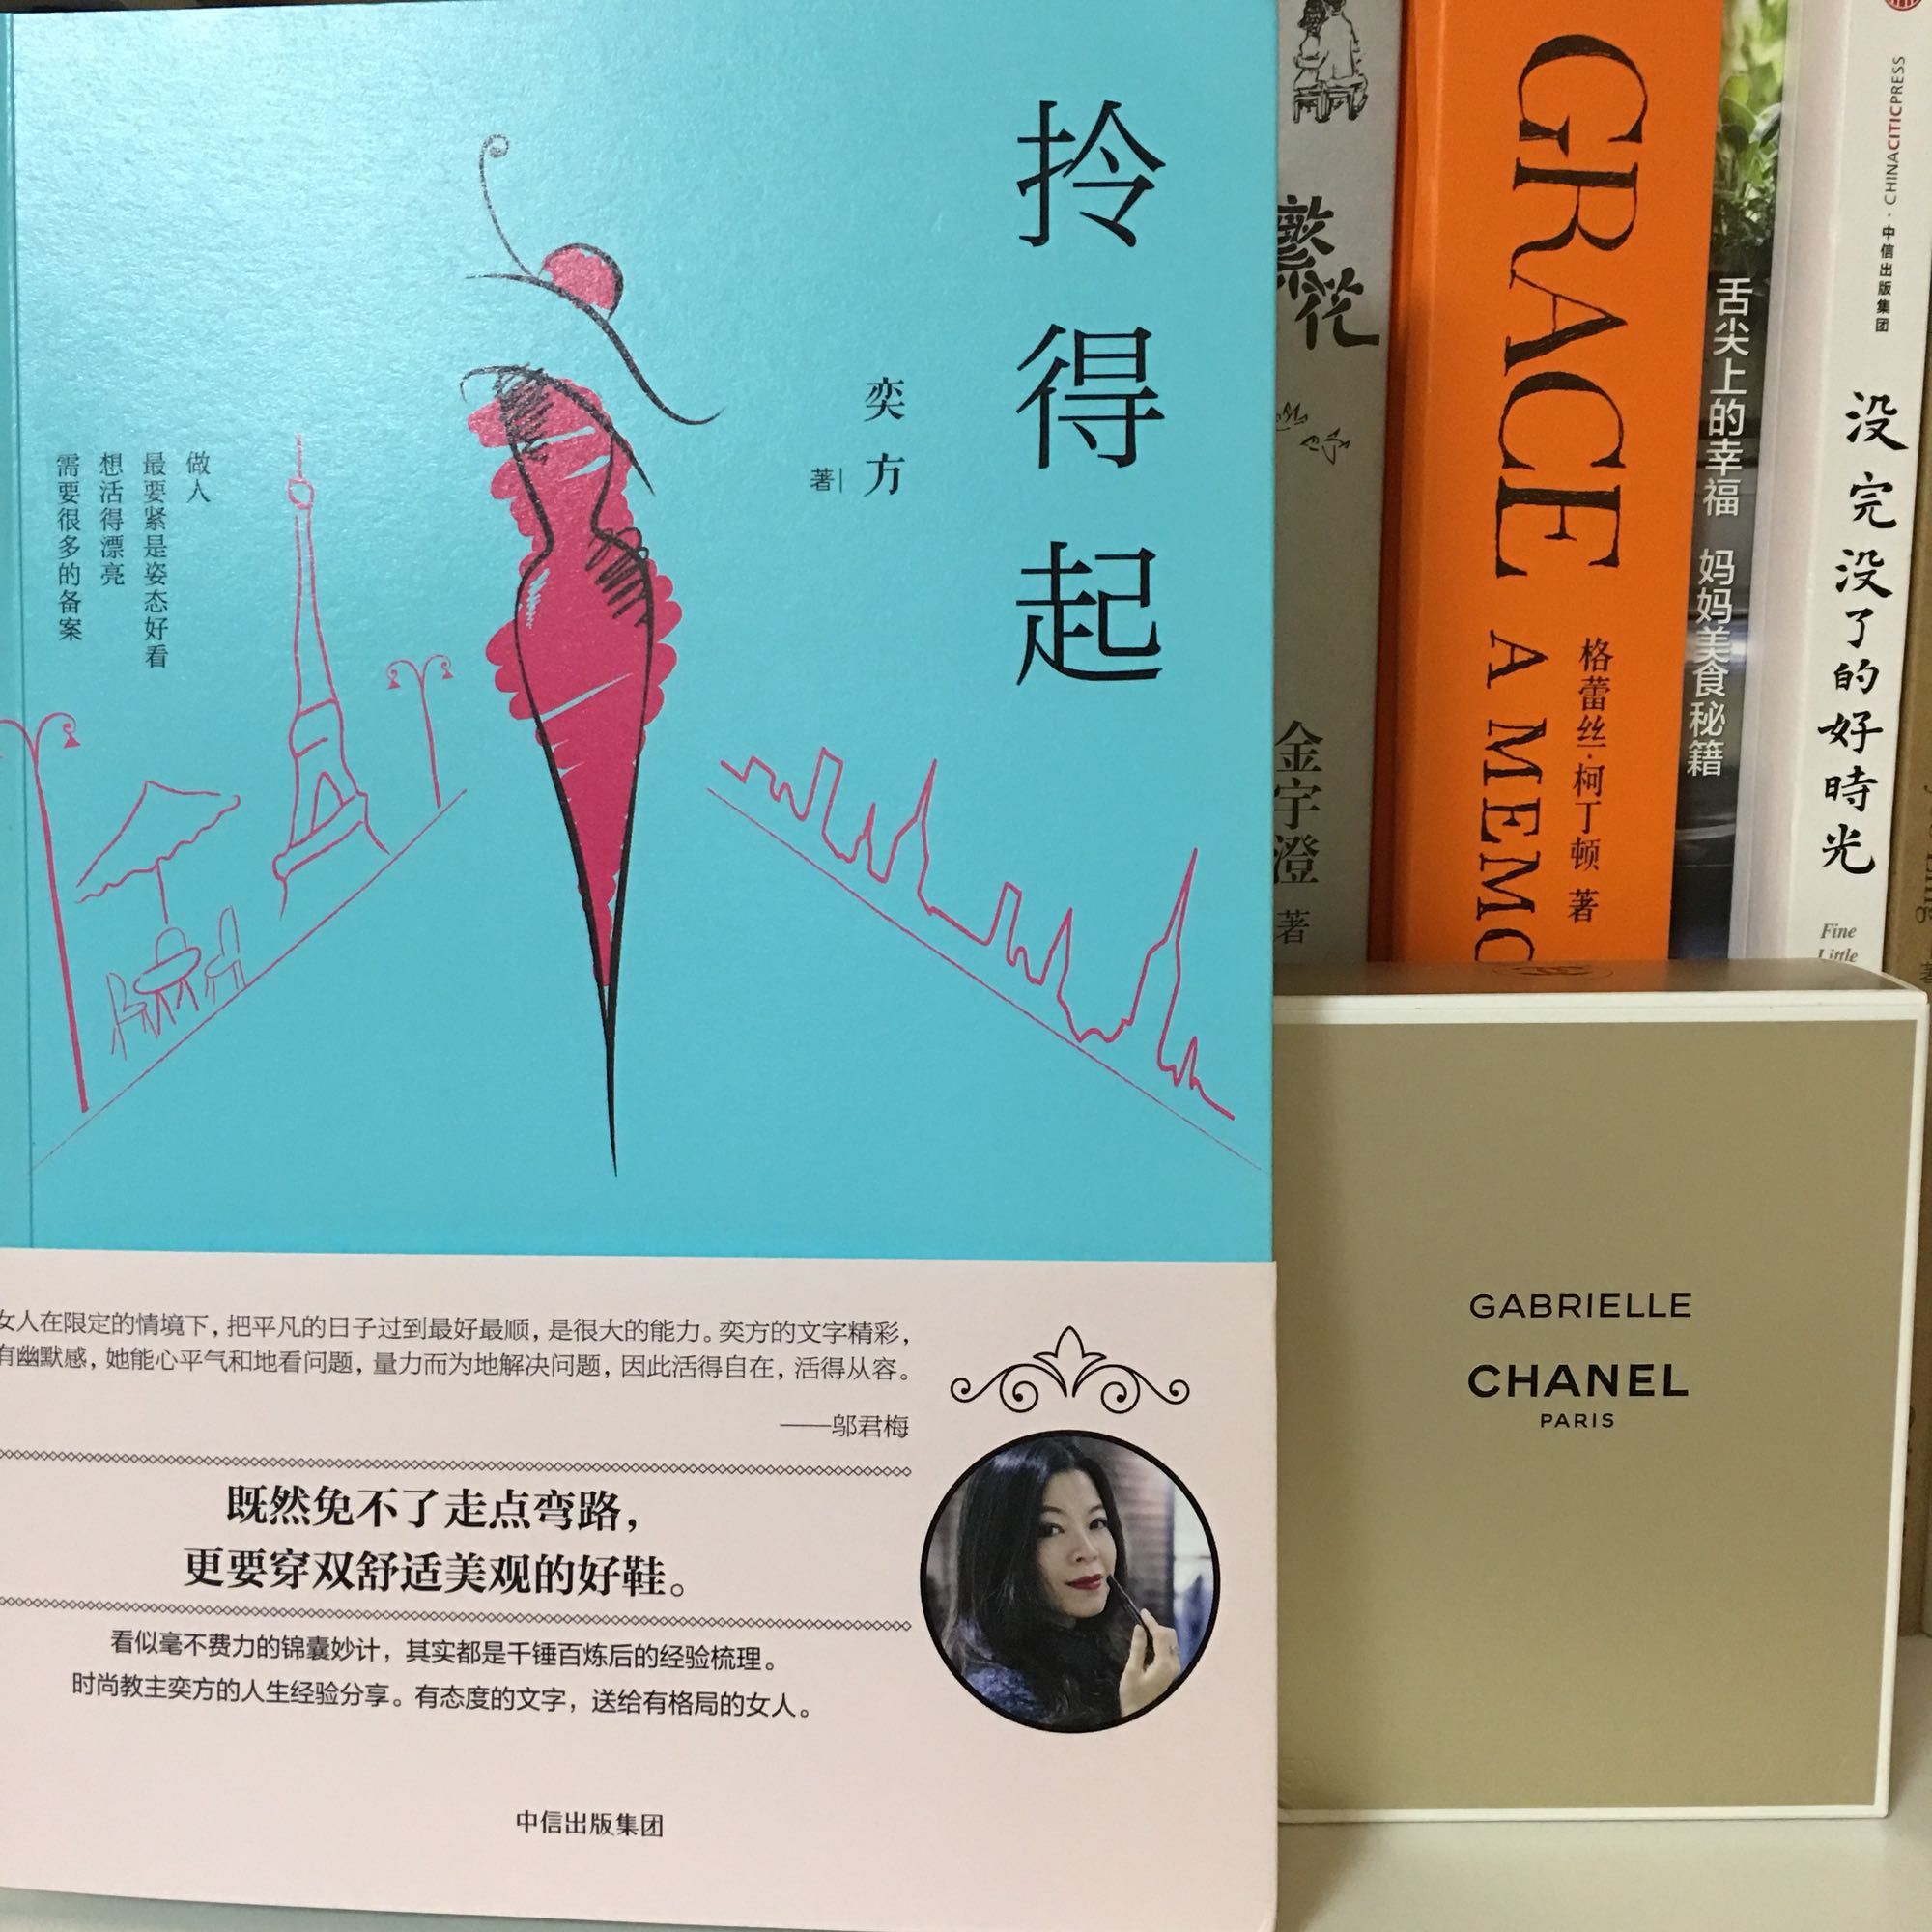 拎得起
奕方
著
做人
最要紧是姿态好看
想活得漂亮
需要很多的备案
女人在限定的情境下，把平凡的日子过到最好最顺，是很大的能力。奕方的文字精彩，
有幽默感，她能心平气和地看问题，量力而为地解决问题，因此活得自在，活得从容。
——邬君梅
既然免不了走点弯路，
更要穿双舒适美观的好鞋。
看似毫不费力的锦囊妙计，其实都是千锤百炼后的经验梳理。
时尚教主奕方的人生经验分享。有态度的文字，送给有格局的女人。
中信出版集团
繁花
金宇澄 著
GRACE A MEMO
格蕾丝·柯丁顿 著
舌尖上的幸福 妈妈美食秘籍
CHINACITICPRESS · 中信出版集团
没完没了的好時光
Fine
Little
GABRIELLE
CHANEL
PARIS